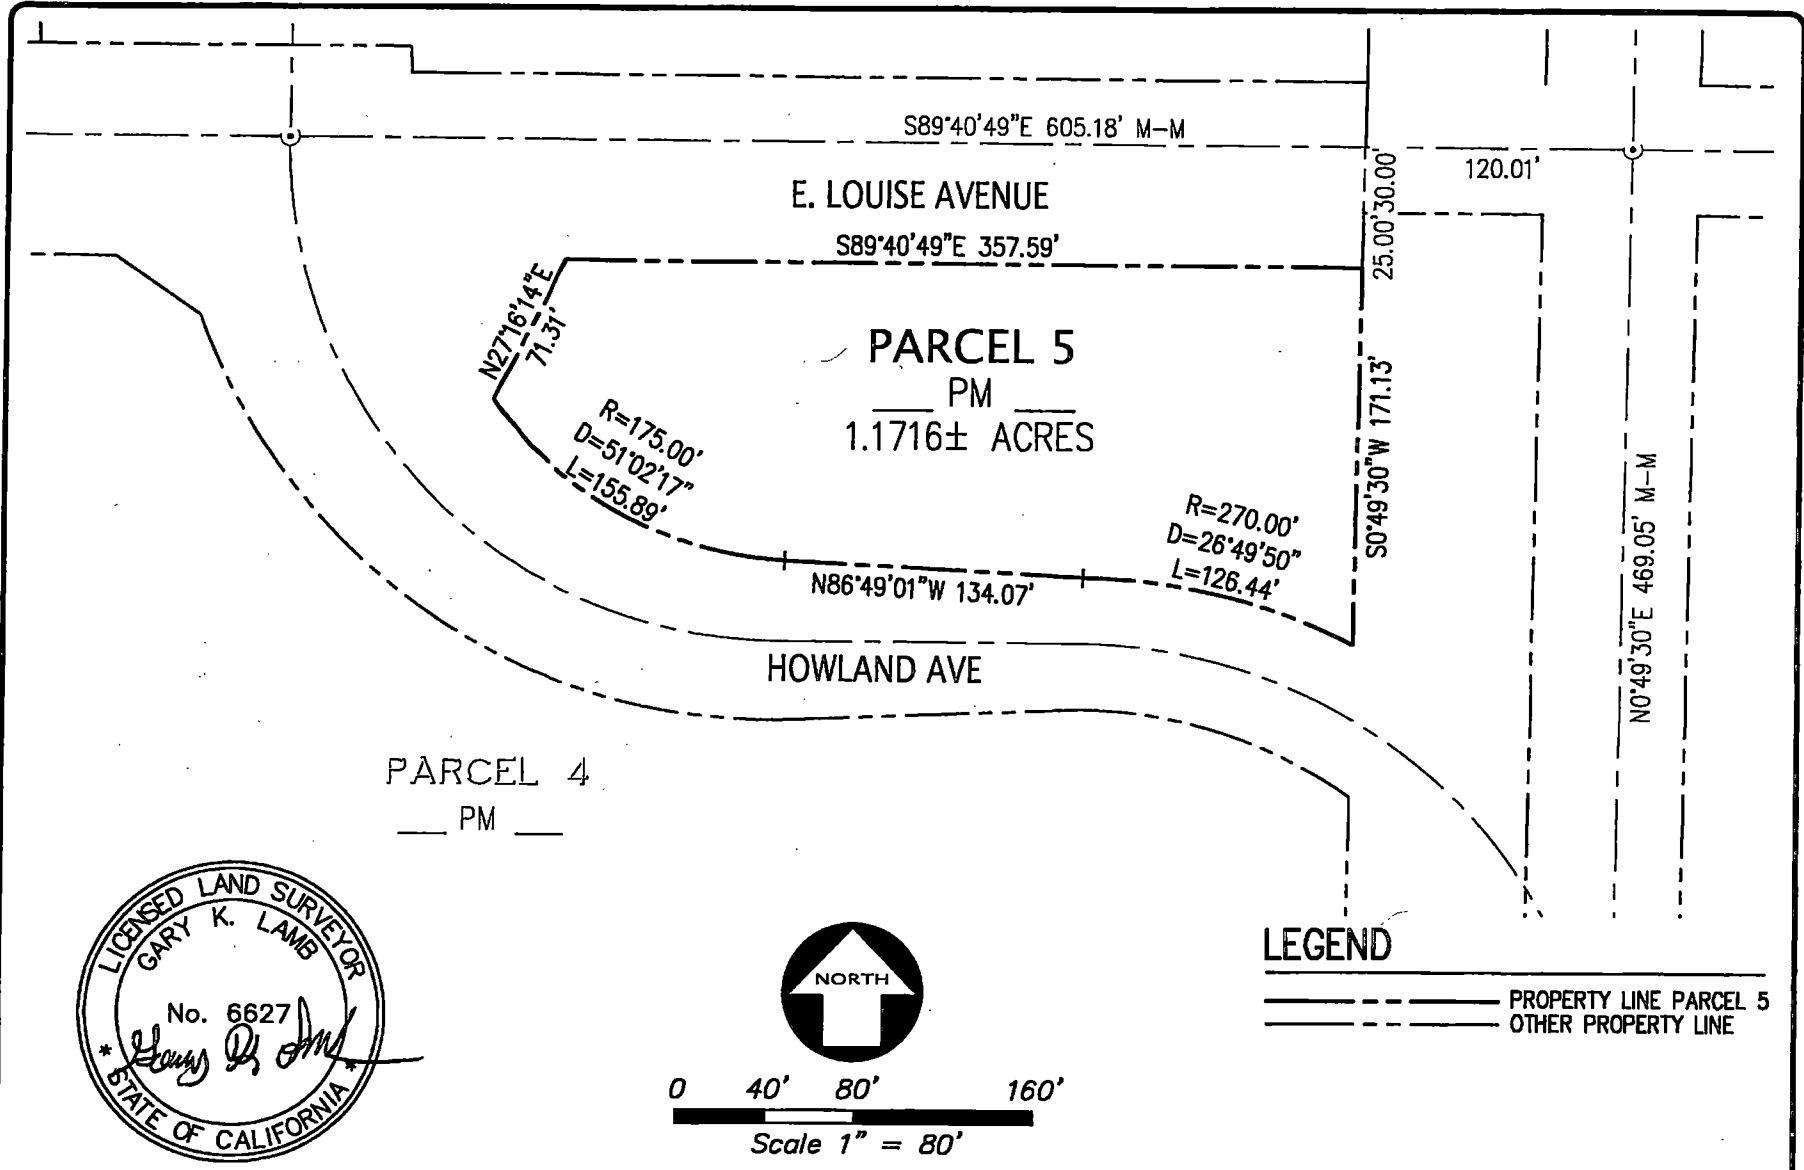 S89°40'49"E 605.18' M-M
120.01'
E. LOUISE AVENUE
30.00'
25.00'
S89°40'49"E 357.59'
N27°16'14"E
71.31'
PARCEL 5
___ PM ___
1.1716± ACRES
S0°49'30"W 171.13'
R=175.00'
D=51°02'17"
L=155.89'
R=270.00'
D=26°49'50"
L=126.44'
N86°49'01"W 134.07'
N0°49'30"E 469.05' M-M
HOWLAND AVE
PARCEL 4
___ PM ___
LICENSED LAND SURVEYOR
GARY K. LAMB
No. 6627
* STATE OF CALIFORNIA *
NORTH
LEGEND
PROPERTY LINE PARCEL 5
OTHER PROPERTY LINE
0 40' 80' 160'
Scale 1" = 80'